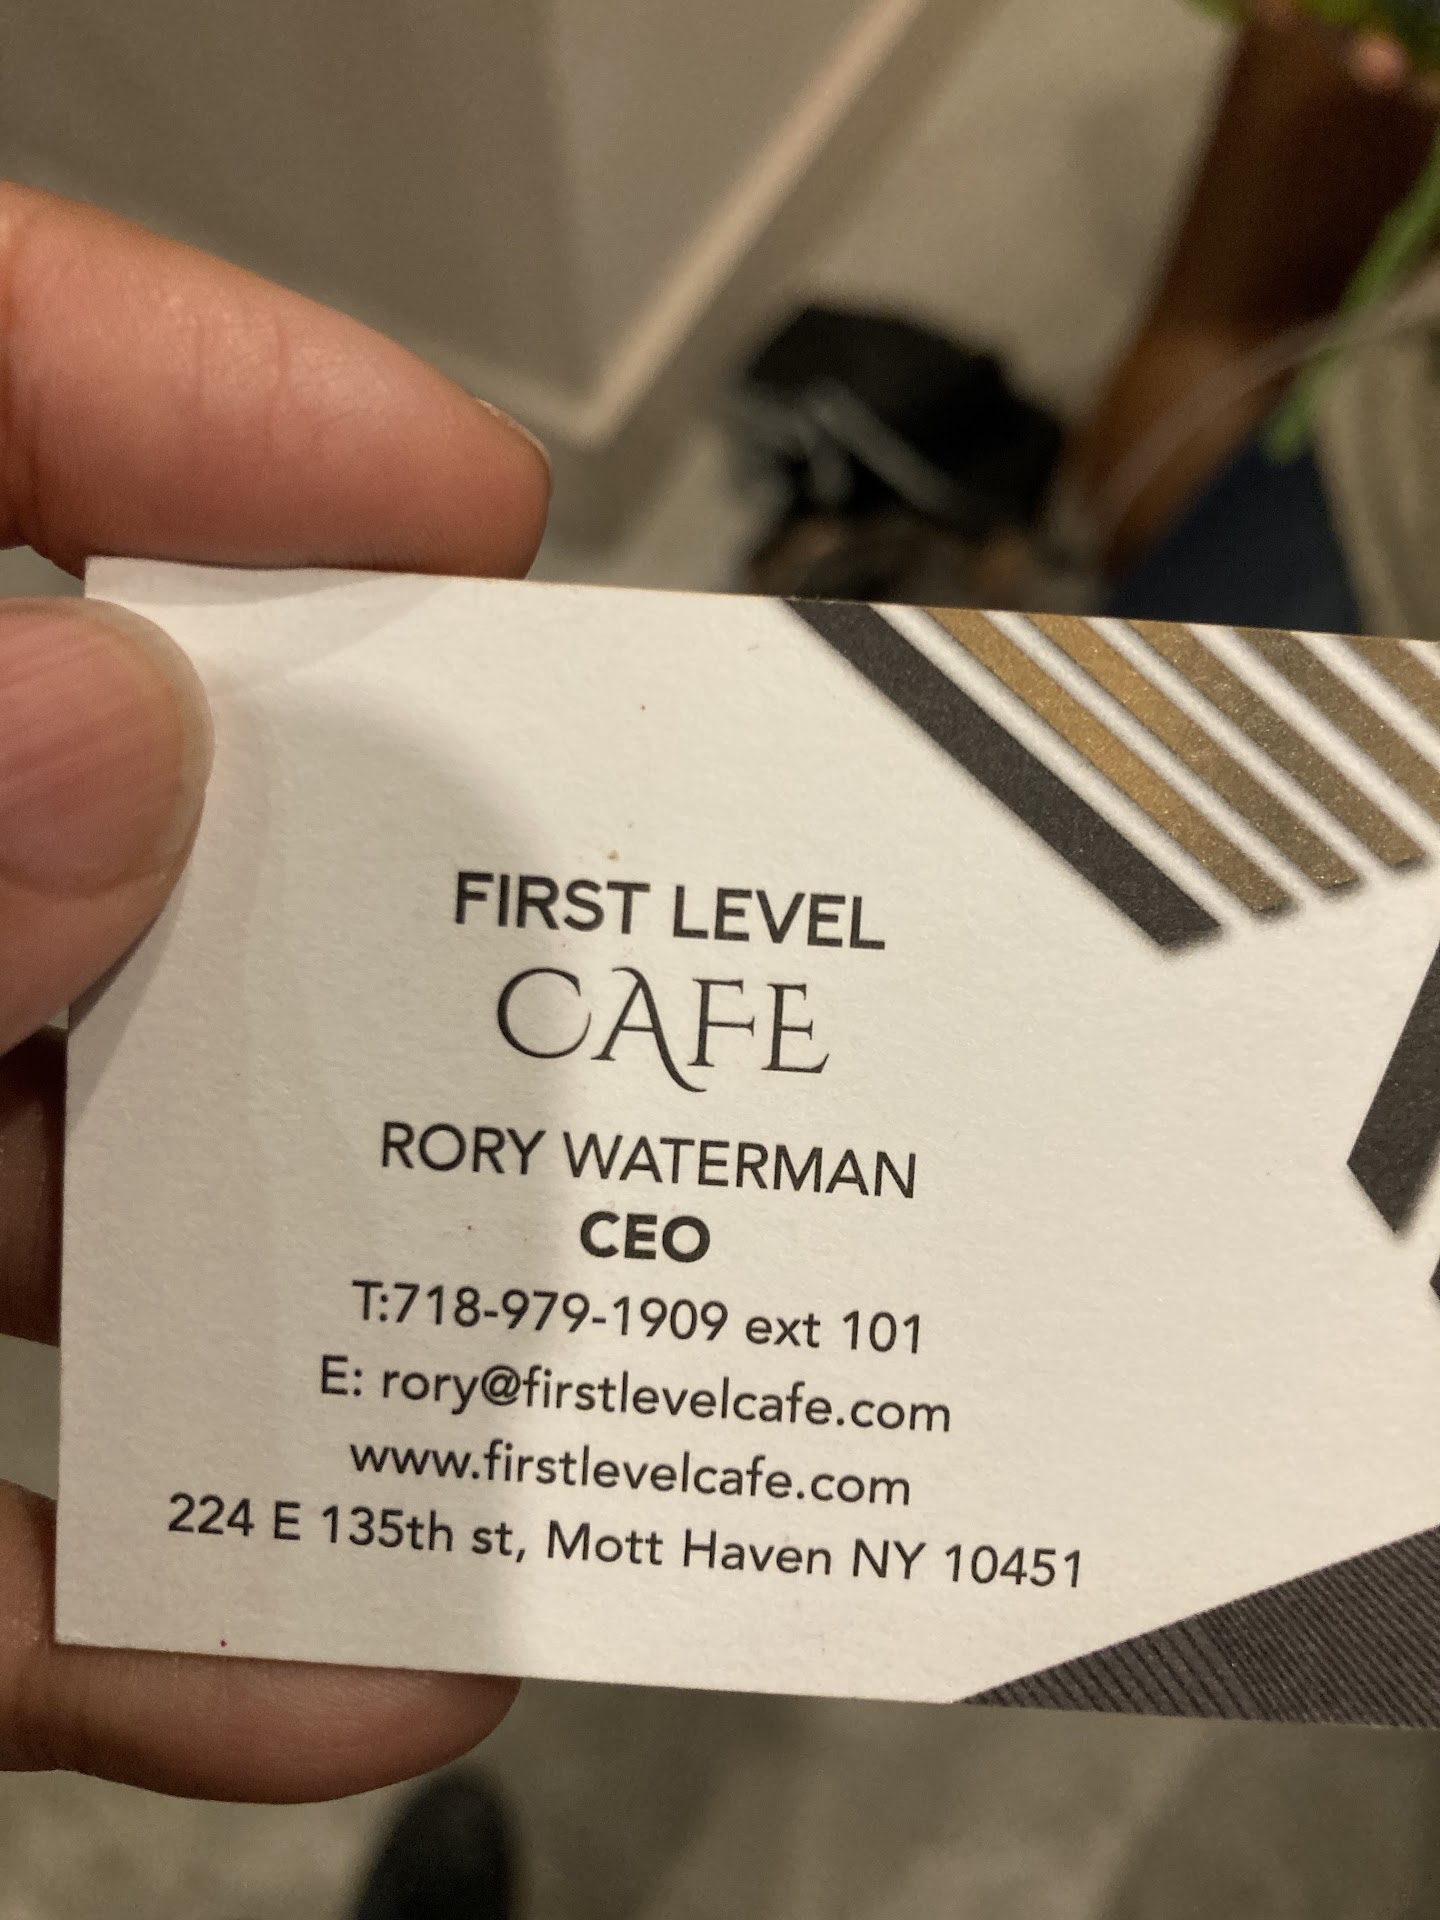 FIRST LEVEL
CAFE
RORY WATERMAN
CEO
T:718-979-1909 ext 101
E: rory@firstlevelcafe.com
www.firstlevelcafe.com
224 E 135th st, Mott Haven NY 10451